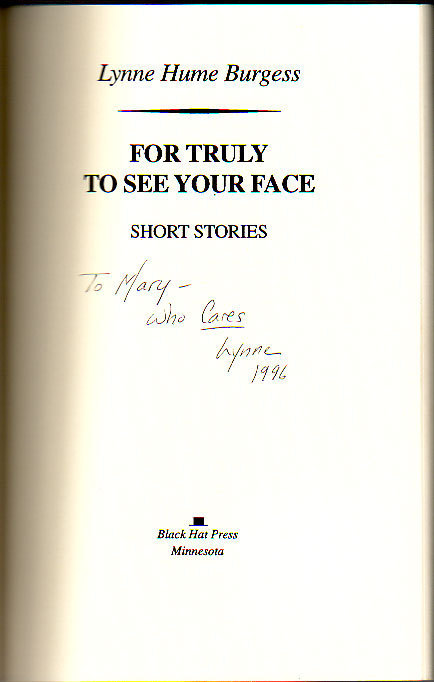 Lynne Hume Burgess
FOR TRULY
TO SEE YOUR FACE
SHORT STORIES
To Mary –
Who Cares
Lynne
1996
Black Hat Press
Minnesota